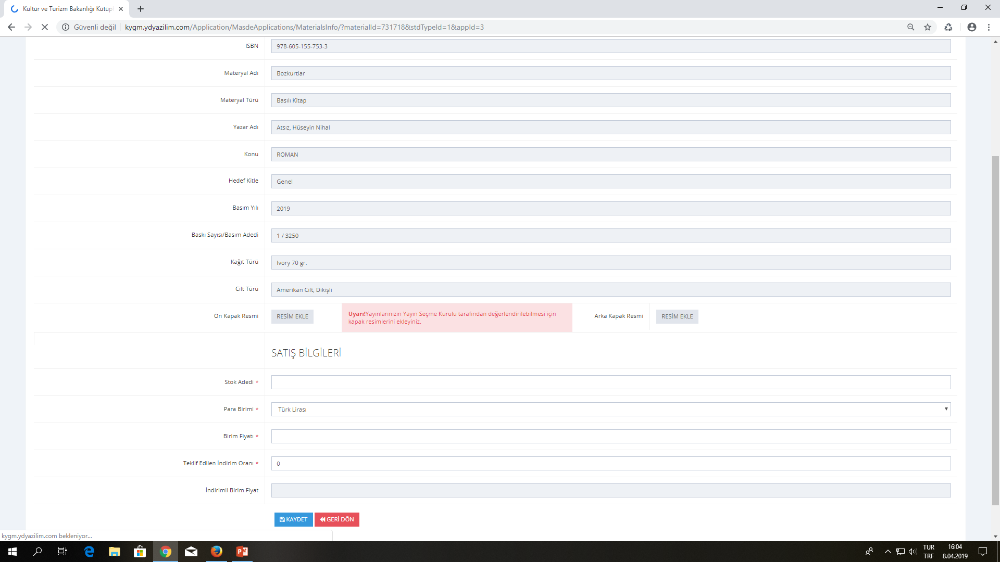 Kültür ve Turizm Bakanlığı Kütüp
Güvenli değil
kygm.ydyazilim.com/Application/MasdeApplications/MaterialsInfo/?materialId=731718&stdTypeId=1&appId=3
ISBN 978-605-155-753-3
Materyal Adı Bozkurtlar
Materyal Türü Basılı Kitap
Yazar Adı Atsız, Hüseyin Nihal
Konu ROMAN
Hedef Kitle Genel
Basım Yılı 2019
Baskı Sayısı/Basım Adedi 1 / 3250
Kağıt Türü Ivory 70 gr.
Cilt Türü Amerikan Cilt, Dikişli
Ön Kapak Resmi RESİM EKLE
Uyarı!Yayınlarınızın Yayın Seçme Kurulu tarafından değerlendirilebilmesi için
kapak resimlerini ekleyiniz.
Arka Kapak Resmi RESİM EKLE
SATIŞ BİLGİLERİ
Stok Adedi *
Para Birimi * Türk Lirası
Birim Fiyatı *
Teklif Edilen İndirim Oranı * 0
İndirimli Birim Fiyat
KAYDET GERİ DÖN
kygm.ydyazilim.com bekleniyor...
TUR
TRF
16:04
8.04.2019